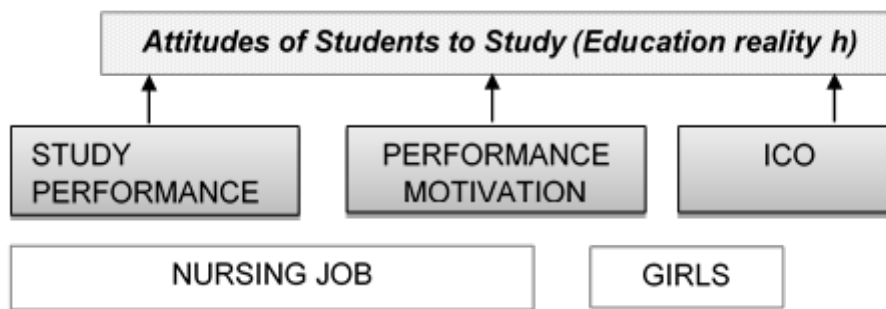 Attitudes of Students to Study (Education reality h)
STUDY
PERFORMANCE
PERFORMANCE
MOTIVATION
ICO
NURSING JOB
GIRLS